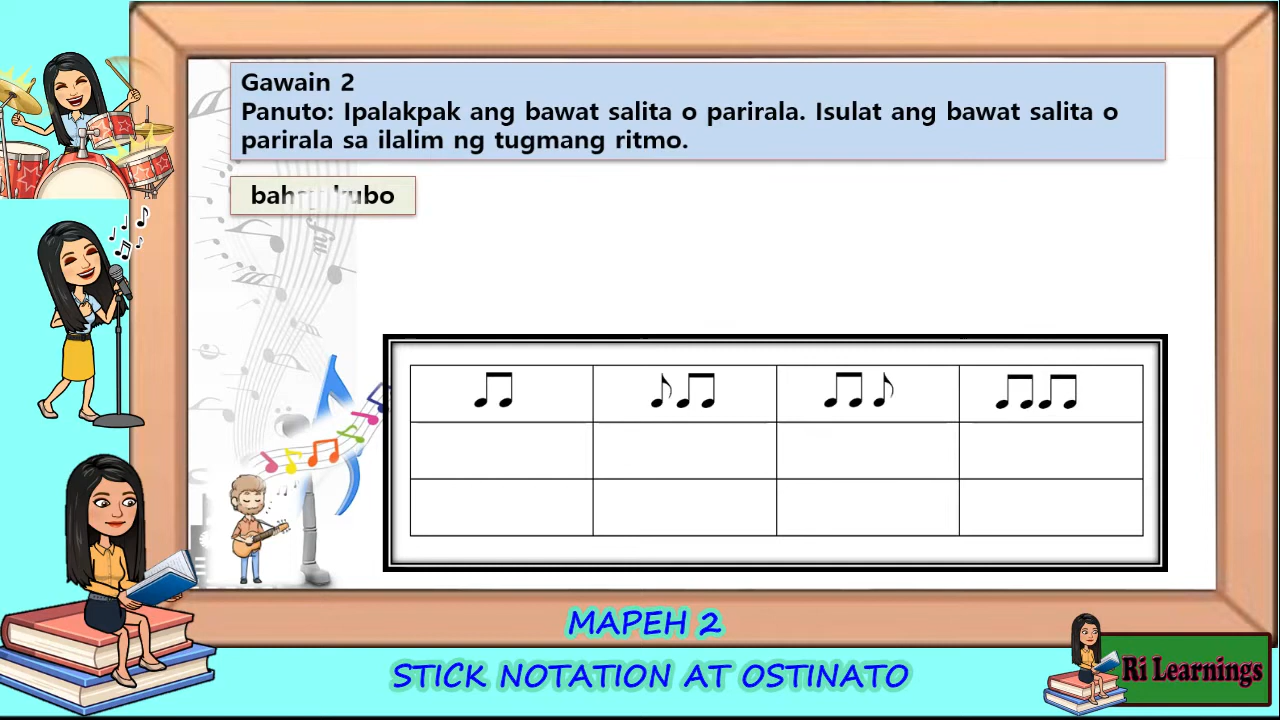 Gawain 2
Panuto: Ipalakpak ang bawat salita o parirala. Isulat ang bawat salita o
parirala sa ilalim ng tugmang ritmo.
bahay kubo
MAPEH 2
STICK NOTATION AT OSTINATO
Ri Learnings